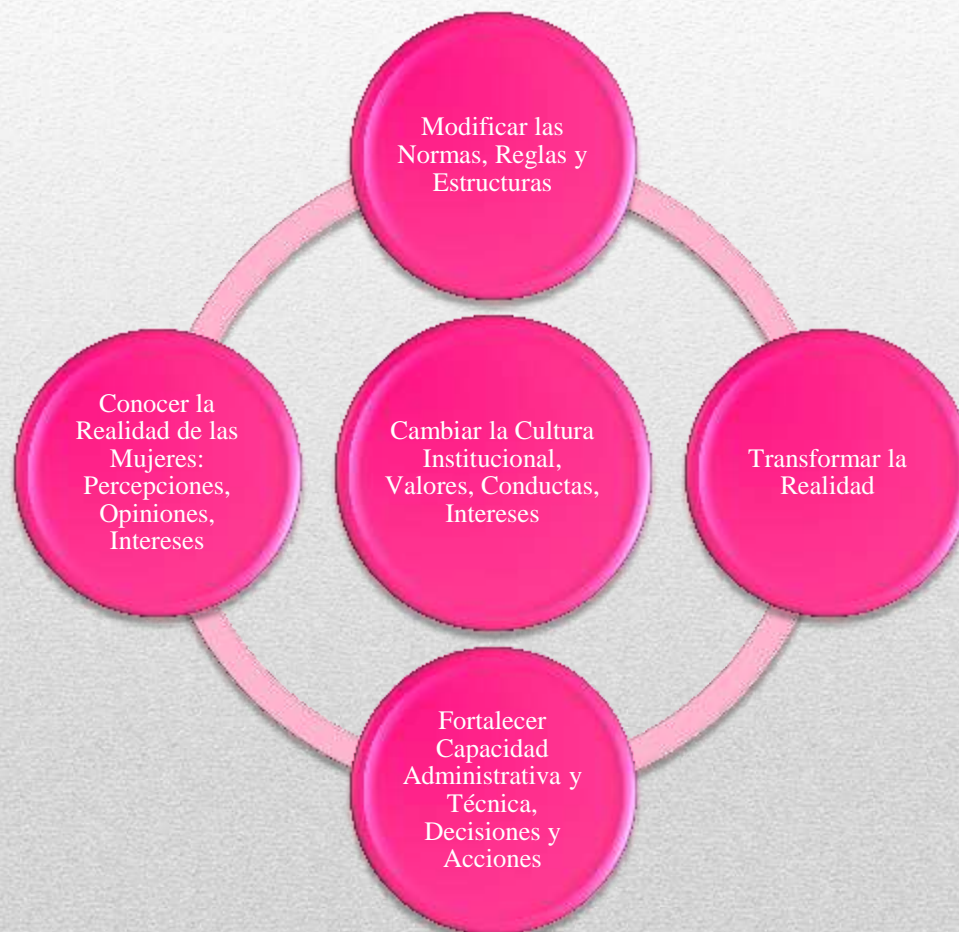 Modificar las
Normas, Reglas y
Estructuras
Conocer la
Realidad de las
Mujeres:
Percepciones,
Opiniones,
Intereses
Cambiar la Cultura
Institucional,
Valores, Conductas,
Intereses
Transformar la
Realidad
Fortalecer
Capacidad
Administrativa y
Técnica,
Decisiones y
Acciones